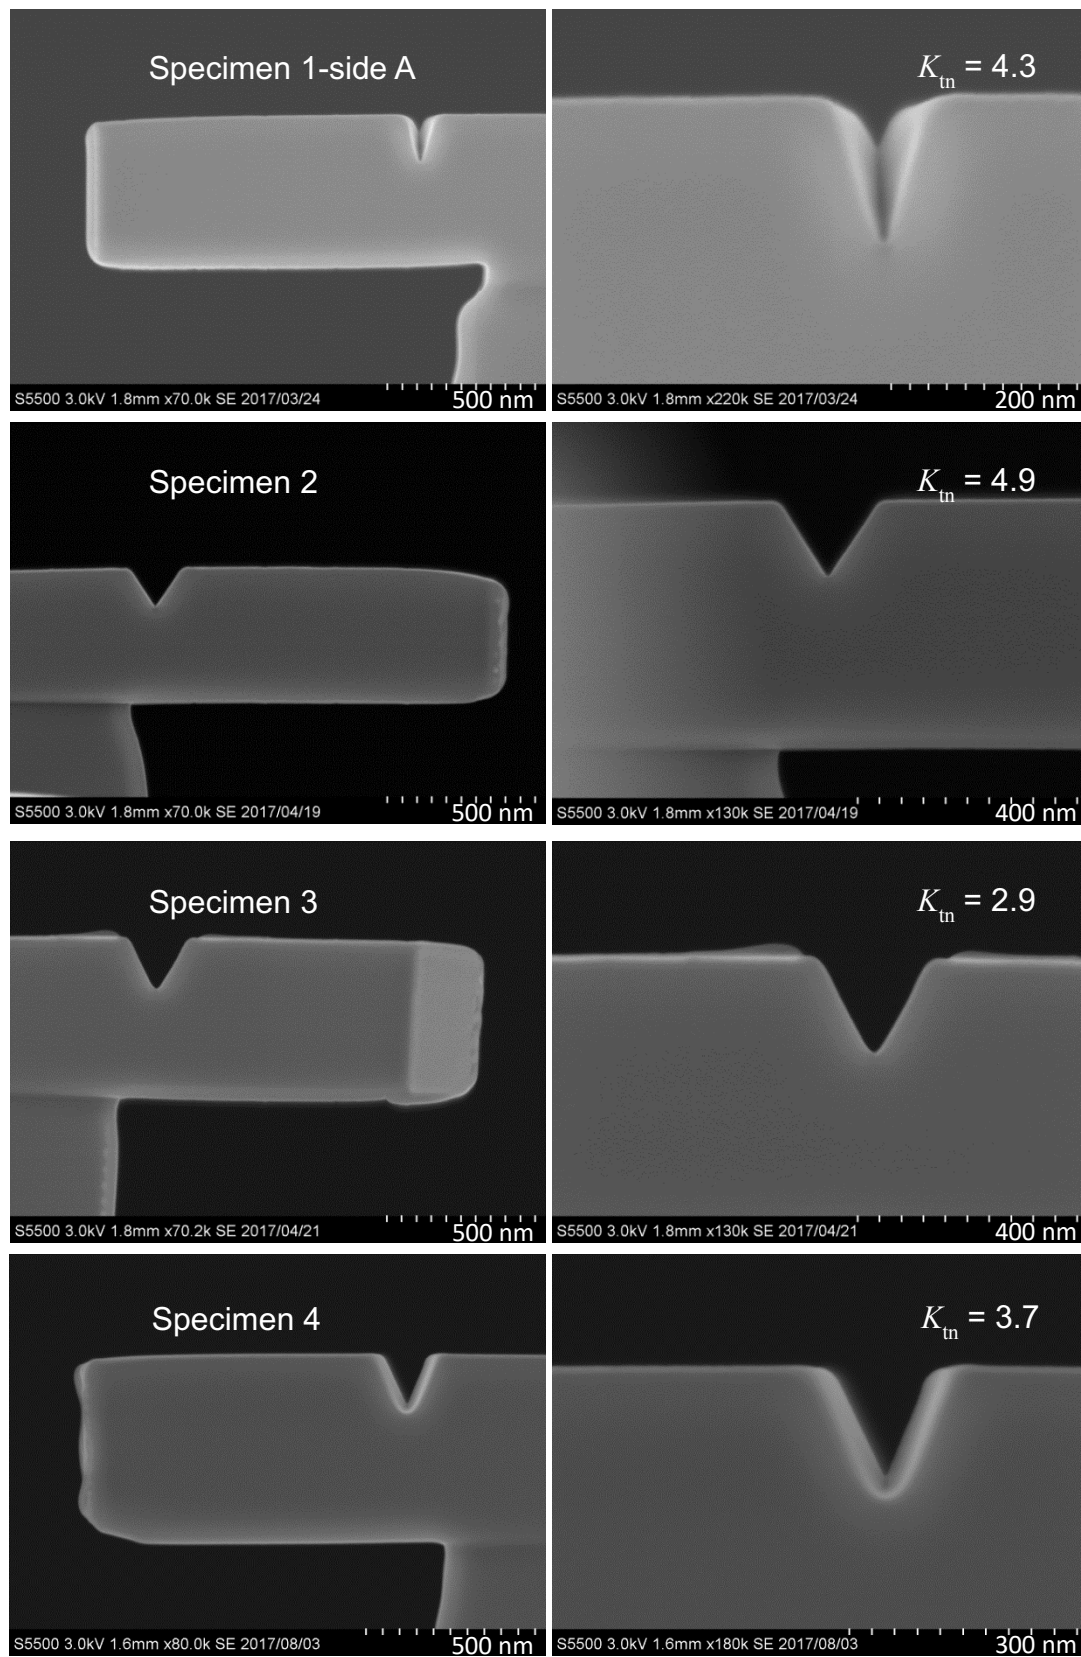 Specimen 1-side A
Ktn = 4.3
S5500 3.0kV 1.8mm x70.0k SE 2017/03/24
500 nm
S5500 3.0kV 1.8mm x220k SE 2017/03/24
200 nm
Specimen 2
Ktn = 4.9
S5500 3.0kV 1.8mm x70.0k SE 2017/04/19
500 nm
S5500 3.0kV 1.8mm x130k SE 2017/04/19
400 nm
Specimen 3
Ktn = 2.9
S5500 3.0kV 1.8mm x70.2k SE 2017/04/21
500 nm
S5500 3.0kV 1.8mm x130k SE 2017/04/21
400 nm
Specimen 4
Ktn = 3.7
S5500 3.0kV 1.6mm x80.0k SE 2017/08/03
500 nm
S5500 3.0kV 1.6mm x180k SE 2017/08/03
300 nm